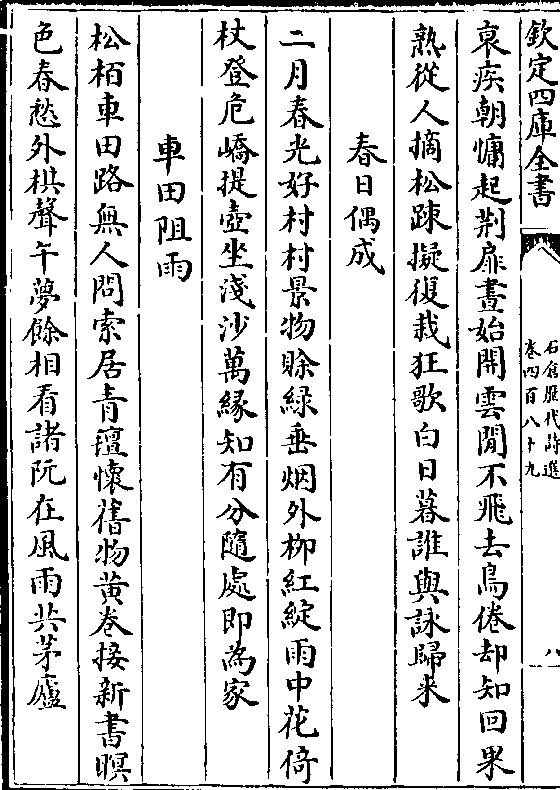 欽定四庫全書
石倉歷代詩選
卷四百八十九
八
衰疾朝慵起荆扉晝始開雲閒不飛去鳥倦却知回果
熟從人摘松踈擬復栽狂歌白日暮誰與詠歸来
春日偶成
二月春光好村村景物賖緑垂烟外柳紅綻雨中花倚
杖登危嶠提壺坐淺沙萬縁知有分隨處即為家
車田阻雨
松栢車田路無人問索居青氊懷舊物黄卷接新書暝
色春愁外棋聲午夢餘相看諸阮在風雨共茅廬